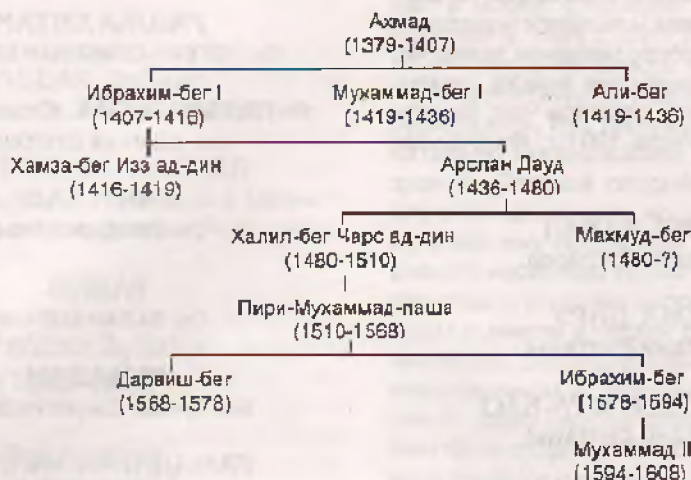 Ахмад
(1379-1407)
Ибрахим-бег I
(1407-1416)
Мухаммад-бег I
(1419-1436)
Али-бег
(1419-1436)
Хамза-бег Изз ад-дин
(1416-1419)
Арслан Дауд
(1436-1480)
Халил-бег Чарс ад-дин
(1480-1510)
Махмуд-бег
(1480-?)
Пири-Мухаммад-паша
(1510-1568)
Дарвиш-бег
(1568-1578)
Ибрахим-бег
(1578-1594)
Мухаммад II
(1594-1608)